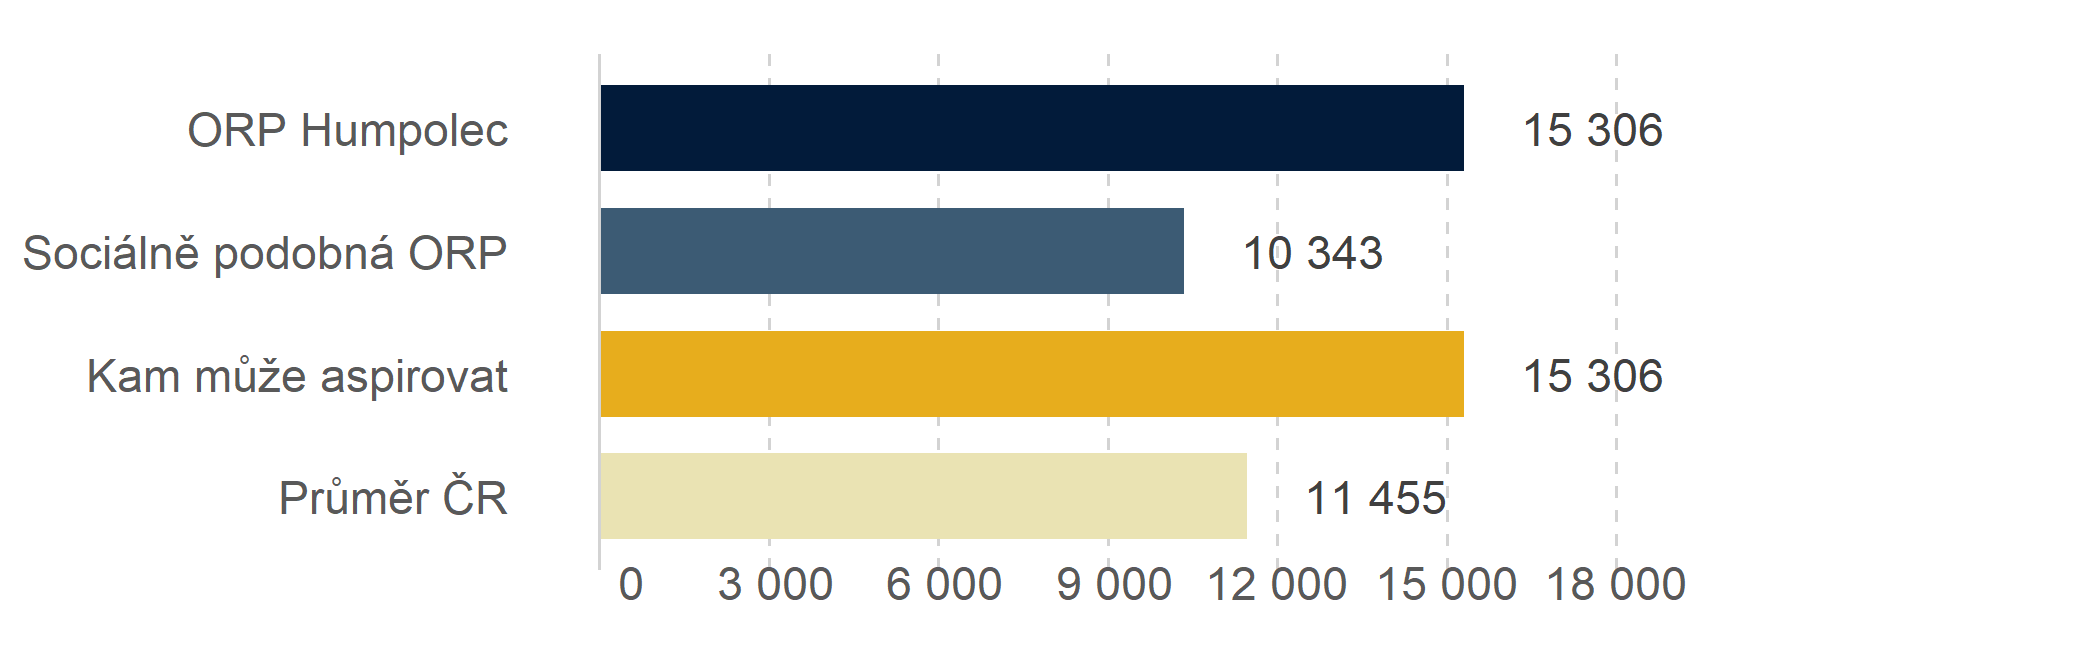 ORP Humpolec 15 306
Sociálně podobná ORP 10 343
Kam může aspirovat 15 306
Průměr ČR 11 455
0 3 000 6 000 9 000 12 000 15 000 18 000